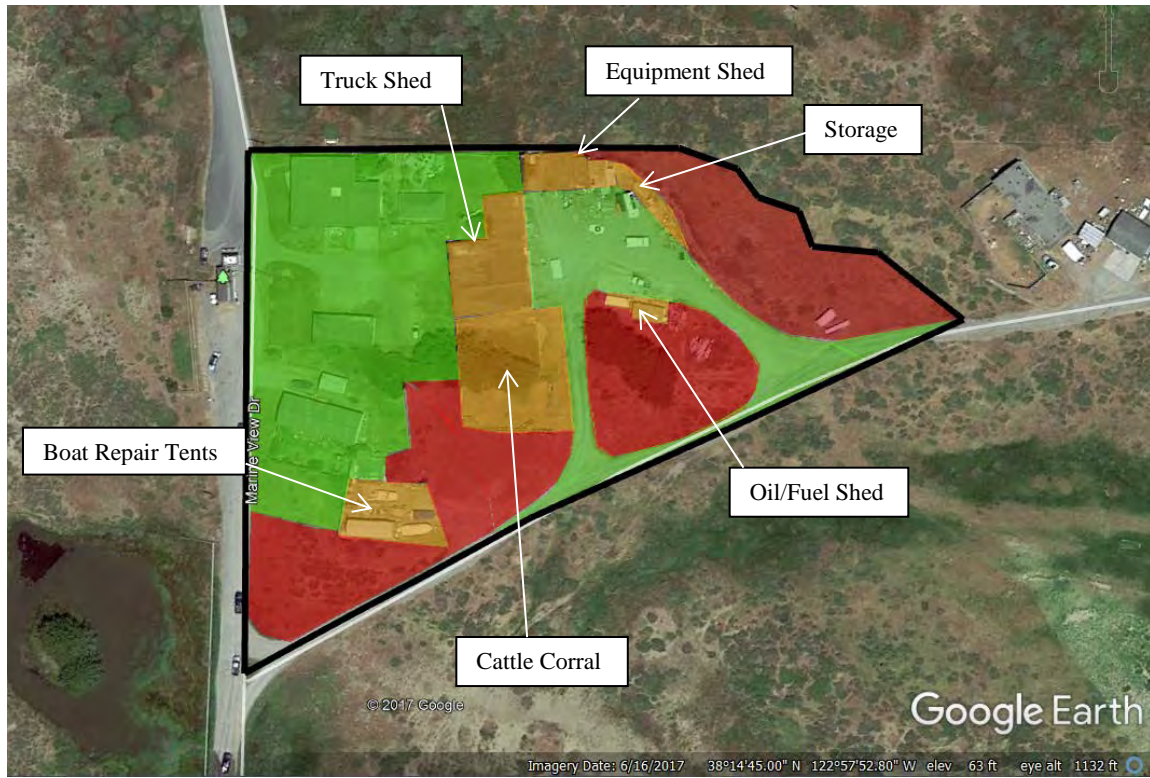 Equipment Shed
Truck Shed
Storage
Marine View Dr
Boat Repair Tents
Oil/Fuel Shed
Cattle Corral
© 2017 Google
Google Earth
Imagery Date: 6/16/2017 38°14'45.00" N 122°57'52.80" W elev 63 ft eye alt 1132 ft